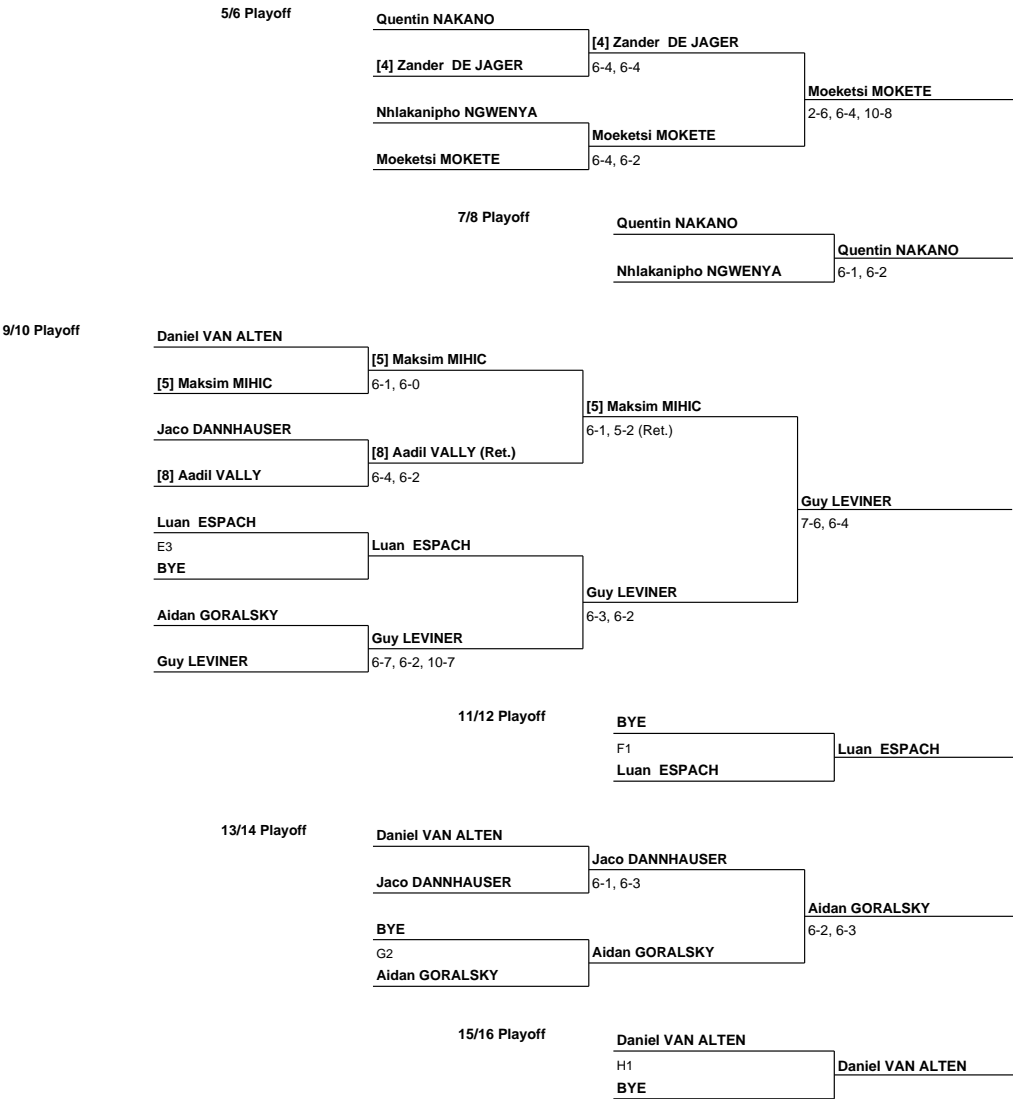 5/6 Playoff
Quentin NAKANO
[4] Zander DE JAGER
[4] Zander DE JAGER
6-4, 6-4
Moeketsi MOKETE
2-6, 6-4, 10-8
Nhlakanipho NGWENYA
Moeketsi MOKETE
Moeketsi MOKETE
6-4, 6-2
7/8 Playoff
Quentin NAKANO
Quentin NAKANO
Nhlakanipho NGWENYA
6-1, 6-2
9/10 Playoff
Daniel VAN ALTEN
[5] Maksim MIHIC
[5] Maksim MIHIC
6-1, 6-0
[5] Maksim MIHIC
6-1, 5-2 (Ret.)
Jaco DANNHAUSER
[8] Aadil VALLY (Ret.)
[8] Aadil VALLY
6-4, 6-2
Guy LEVINER
7-6, 6-4
Luan ESPACH
E3
Luan ESPACH
BYE
Guy LEVINER
6-3, 6-2
Aidan GORALSKY
Guy LEVINER
Guy LEVINER
6-7, 6-2, 10-7
11/12 Playoff
BYE
F1
Luan ESPACH
Luan ESPACH
13/14 Playoff
Daniel VAN ALTEN
Jaco DANNHAUSER
Jaco DANNHAUSER
6-1, 6-3
Aidan GORALSKY
6-2, 6-3
BYE
G2
Aidan GORALSKY
Aidan GORALSKY
15/16 Playoff
Daniel VAN ALTEN
H1
Daniel VAN ALTEN
BYE